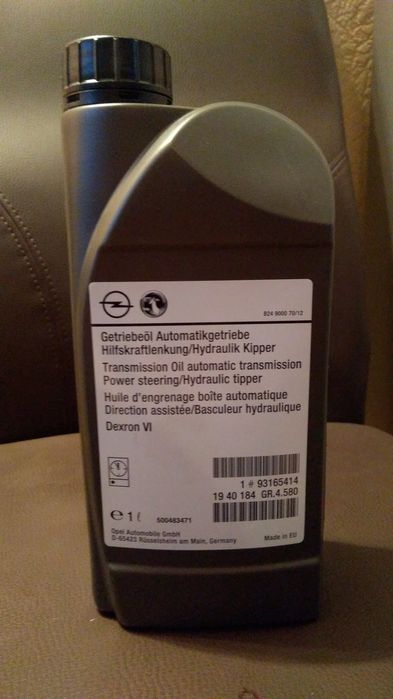 824 9000 70/12
Getriebeöl Automatikgetriebe
Hilfskraftlenkung/Hydraulik Kipper
Transmission Oil automatic transmission
Power steering/Hydraulic tipper
Huile d'engrenage boîte automatique
Direction assistée/Basculeur hydraulique
Dexron VI
1 # 93165414
19 40 184 GR.4.580
e 1 ℓ
500483471
Opel Automobile GmbH
D-65423 Rüsselsheim am Main, Germany
Made in EU